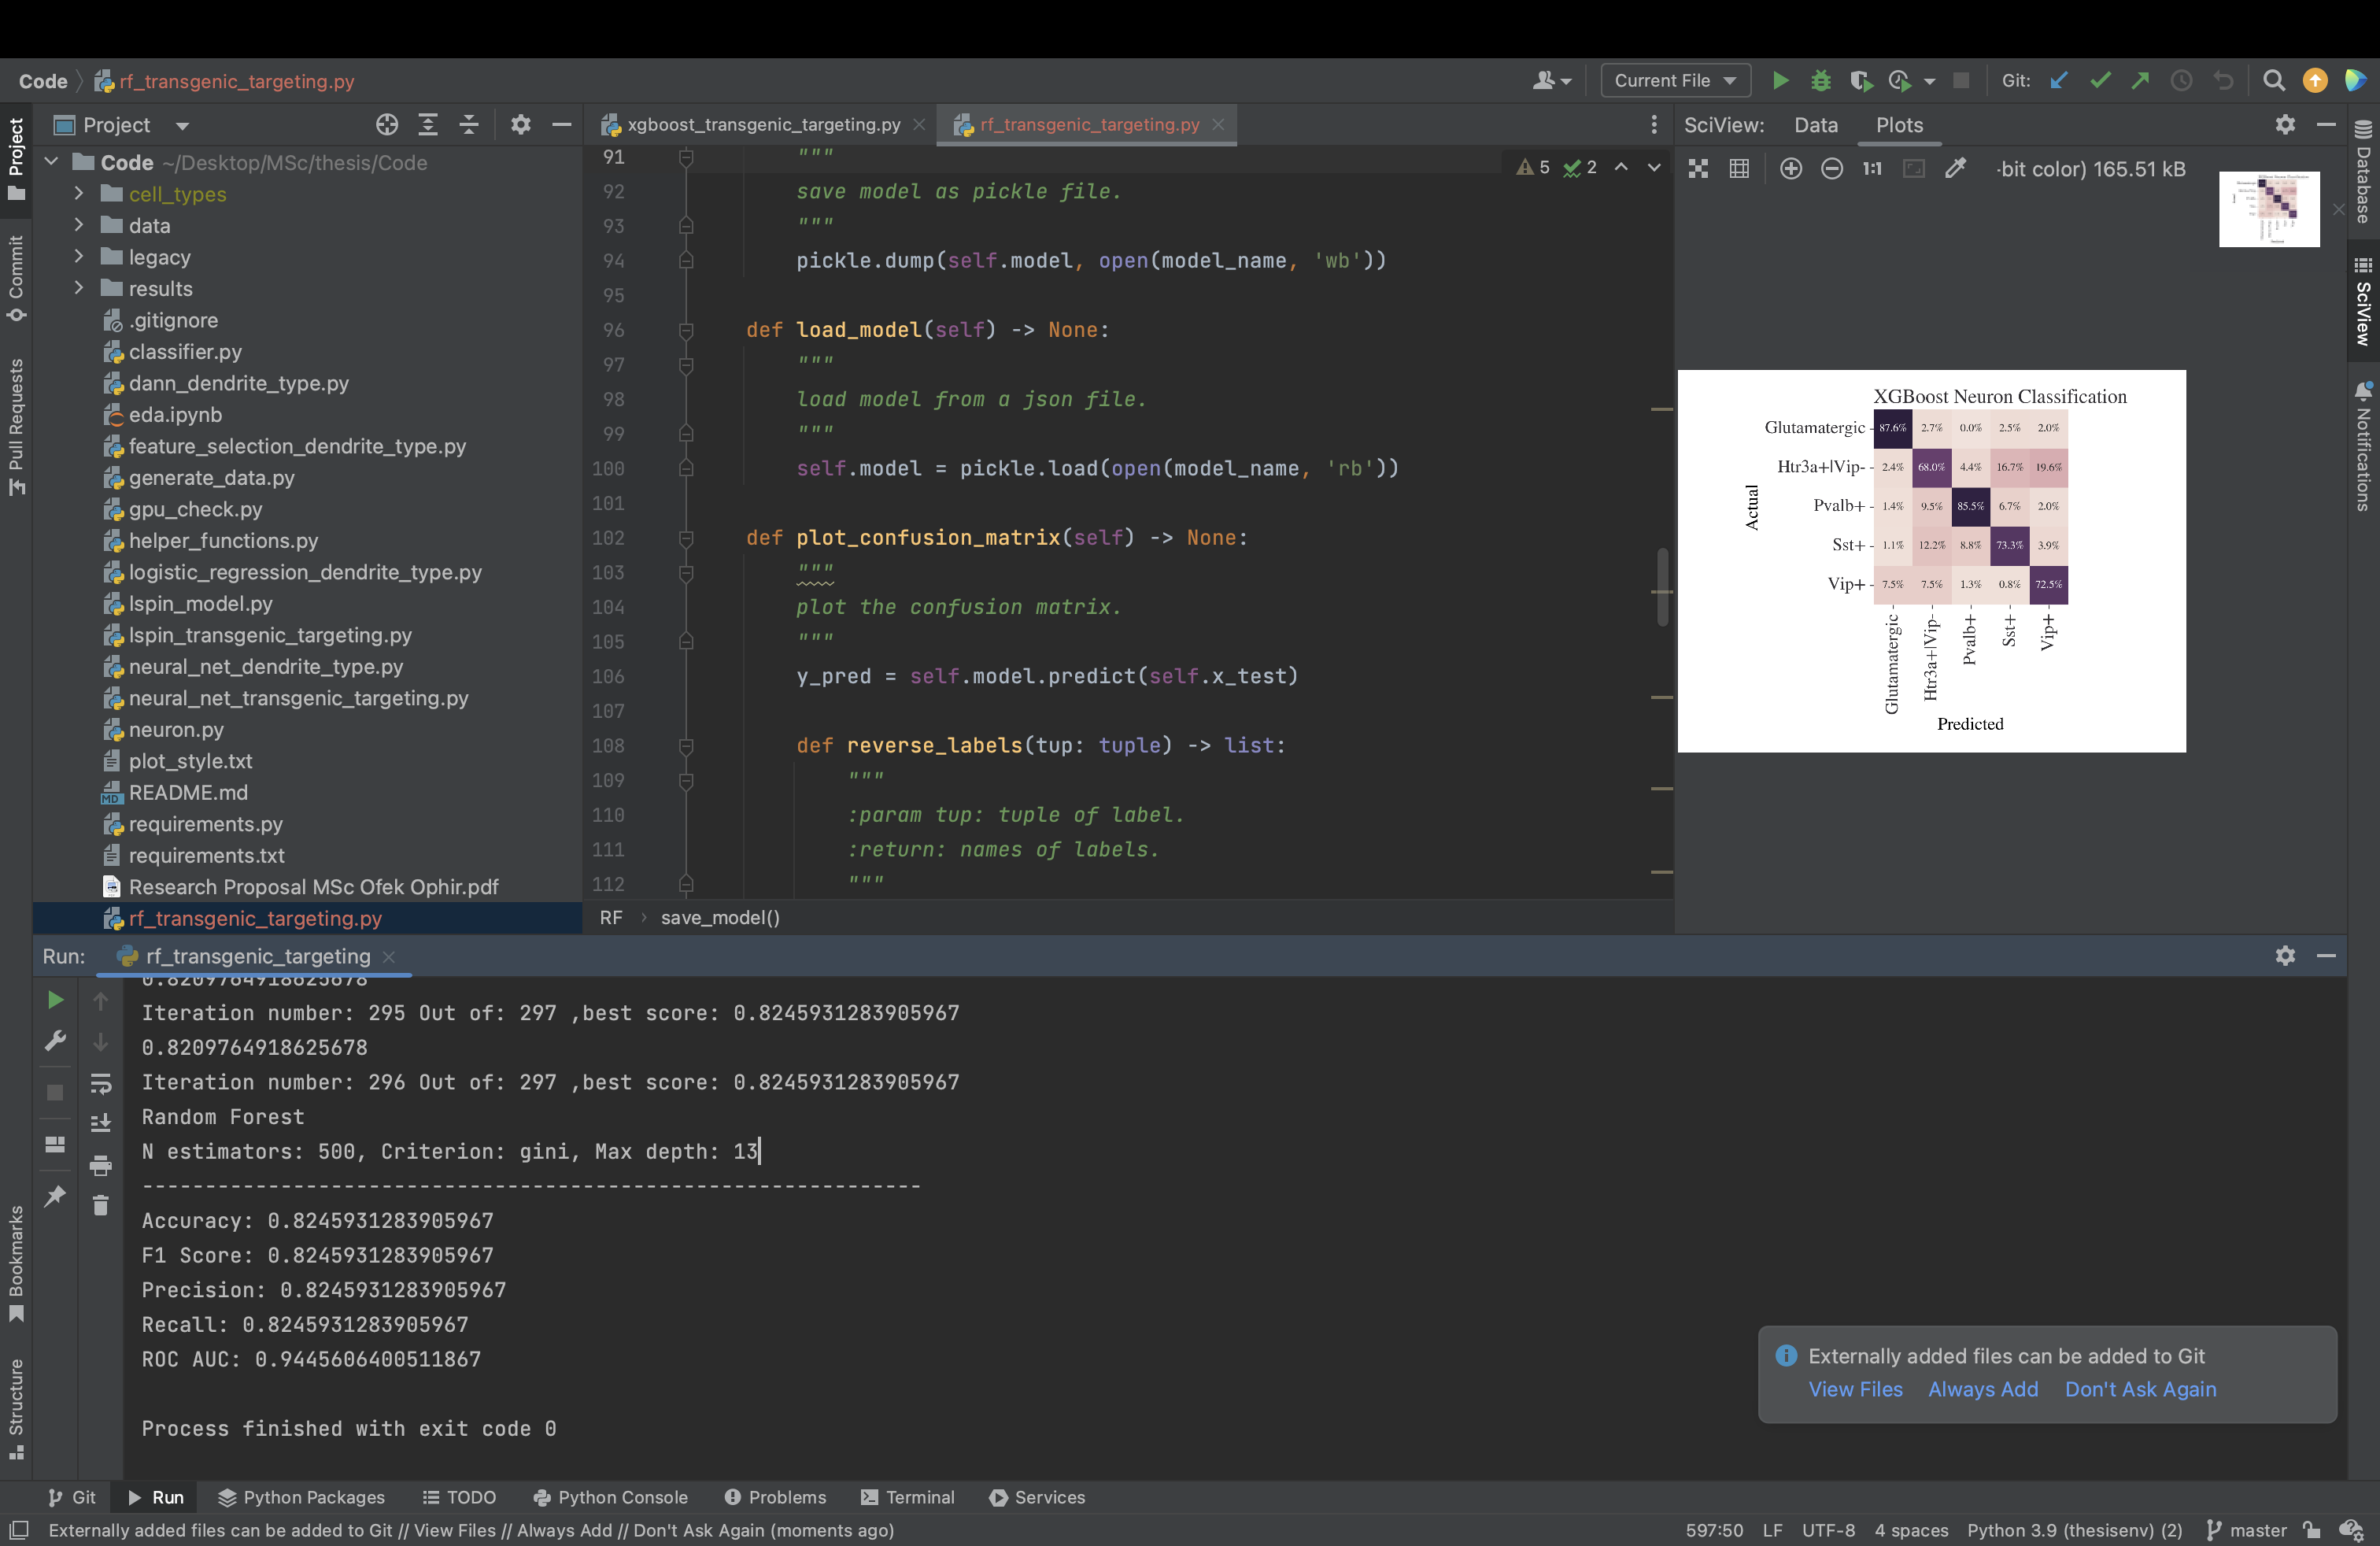 Code
rf_transgenic_targeting.py
Current File
Git:
Project
xgboost_transgenic_targeting.py
rf_transgenic_targeting.py
SciView:
Data
Plots
Project
Commit
Pull Requests
Bookmarks
Structure
Code ~/Desktop/MSc/thesis/Code
cell_types
data
legacy
results
.gitignore
classifier.py
dann_dendrite_type.py
eda.ipynb
feature_selection_dendrite_type.py
generate_data.py
gpu_check.py
helper_functions.py
logistic_regression_dendrite_type.py
lspin_model.py
lspin_transgenic_targeting.py
neural_net_dendrite_type.py
neural_net_transgenic_targeting.py
neuron.py
plot_style.txt
README.md
requirements.py
requirements.txt
Research Proposal MSc Ofek Ophir.pdf
rf_transgenic_targeting.py
5 2
91 """
92 save model as pickle file.
93 """
94 pickle.dump(self.model, open(model_name, 'wb'))
95
96 def load_model(self) -> None:
97 """
98 load model from a json file.
99 """
100 self.model = pickle.load(open(model_name, 'rb'))
101
102 def plot_confusion_matrix(self) -> None:
103 """
104 plot the confusion matrix.
105 """
106 y_pred = self.model.predict(self.x_test)
107
108 def reverse_labels(tup: tuple) -> list:
109 """
110 :param tup: tuple of label.
111 :return: names of labels.
112 """
RF › save_model()
1:1
-bit color) 165.51 kB
XGBoost Neuron Classification
Actual
Glutamatergic 87.6% 2.7% 0.0% 2.5% 2.0%
Htr3a+|Vip- 2.4% 68.0% 4.4% 16.7% 19.6%
Pvalb+ 1.4% 9.5% 85.5% 6.7% 2.0%
Sst+ 1.1% 12.2% 8.8% 73.3% 3.9%
Vip+ 7.5% 7.5% 1.3% 0.8% 72.5%
Glutamatergic Htr3a+|Vip- Pvalb+ Sst+ Vip+
Predicted
Database
SciView
Notifications
Run: rf_transgenic_targeting
0.8209764918625678
Iteration number: 295 Out of: 297 ,best score: 0.8245931283905967
0.8209764918625678
Iteration number: 296 Out of: 297 ,best score: 0.8245931283905967
Random Forest
N estimators: 500, Criterion: gini, Max depth: 13
--------------------------------------------------------------
Accuracy: 0.8245931283905967
F1 Score: 0.8245931283905967
Precision: 0.8245931283905967
Recall: 0.8245931283905967
ROC AUC: 0.9445606400511867
Process finished with exit code 0
Externally added files can be added to Git
View Files Always Add Don't Ask Again
Git Run Python Packages TODO Python Console Problems Terminal Services
Externally added files can be added to Git // View Files // Always Add // Don't Ask Again (moments ago)
597:50 LF UTF-8 4 spaces Python 3.9 (thesisenv) (2) master